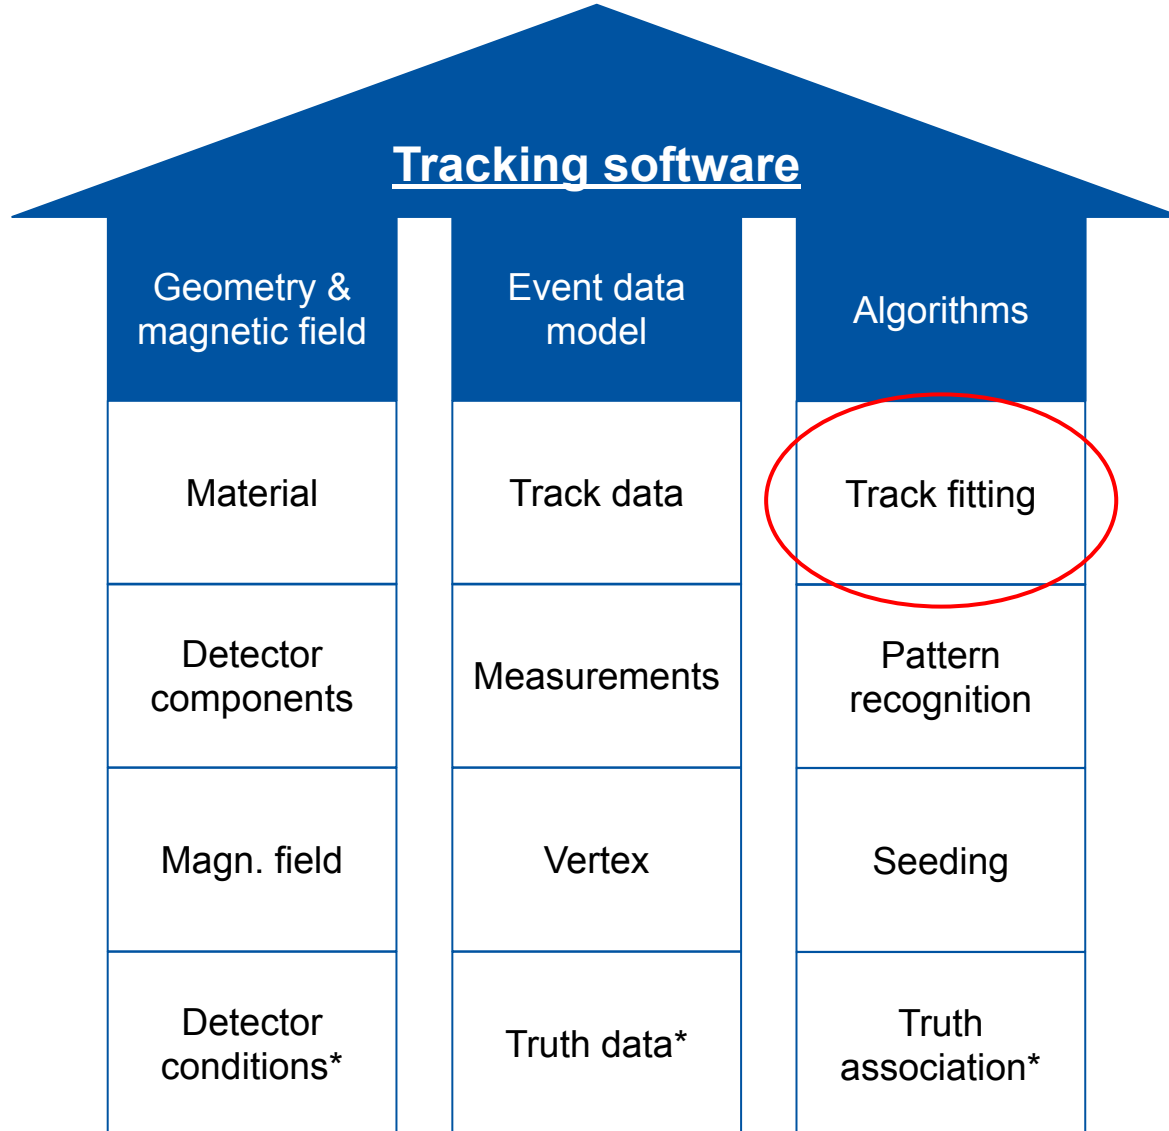 Tracking software
Geometry &
magnetic field
Event data
model
Algorithms
Material
Track data
Track fitting
Detector
components
Measurements
Pattern
recognition
Magn. field
Vertex
Seeding
Detector
conditions*
Truth data*
Truth
association*